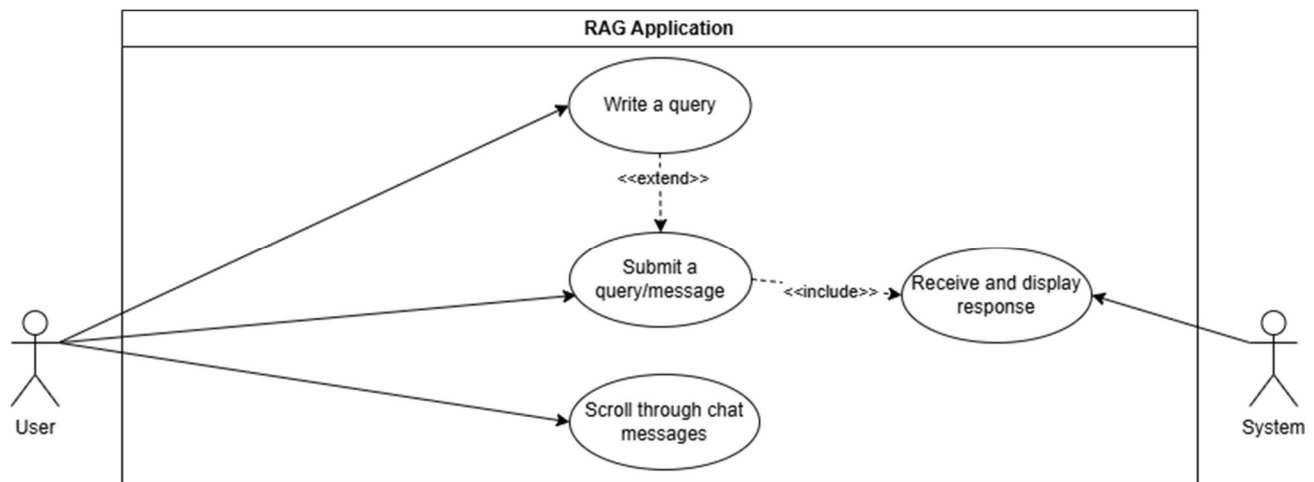 RAG Application
Write a query
<<extend>>
Submit a
query/message
<<include>>
Receive and display
response
Scroll through chat
messages
User
System